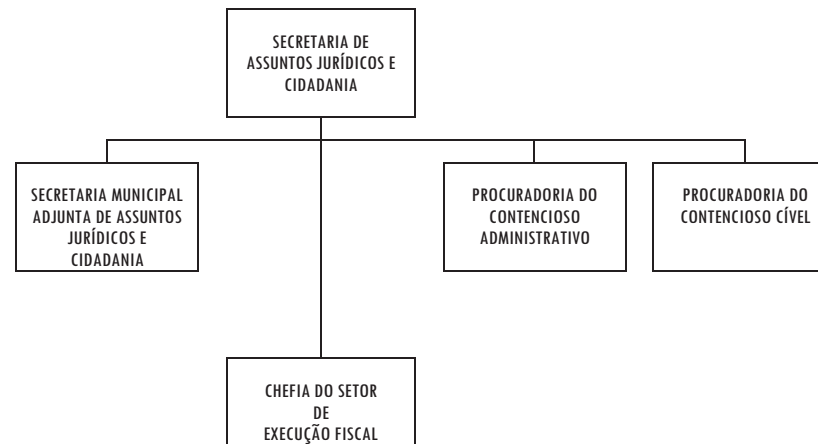 SECRETARIA DE
ASSUNTOS JURÍDICOS E
CIDADANIA
SECRETARIA MUNICIPAL
ADJUNTA DE ASSUNTOS
JURÍDICOS E
CIDADANIA
PROCURADORIA DO
CONTENCIOSO
ADMINISTRATIVO
PROCURADORIA DO
CONTENCIOSO CÍVEL
CHEFIA DO SETOR
DE
EXECUÇÃO FISCAL